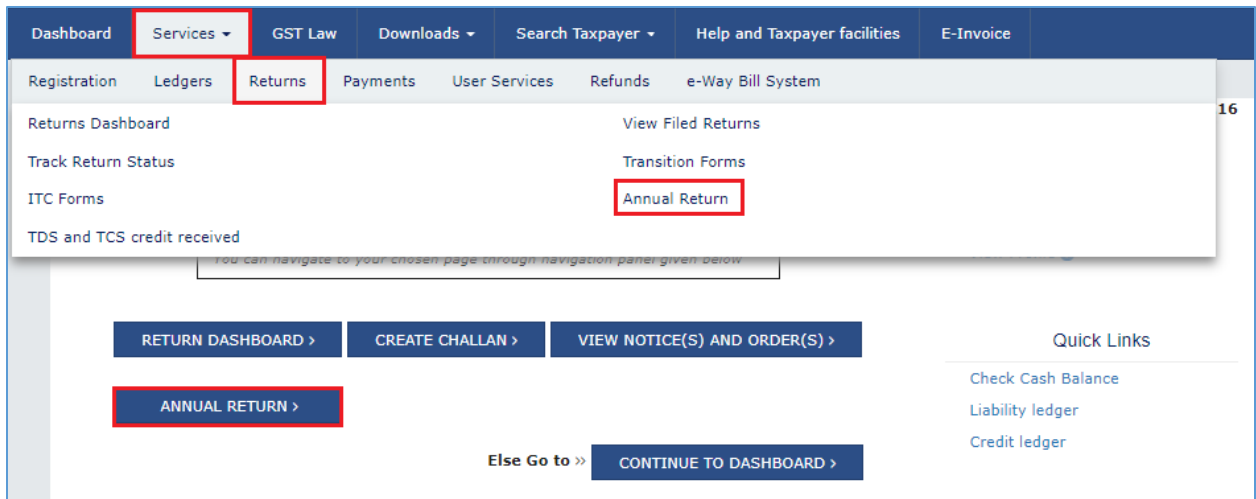 Dashboard Services GST Law Downloads Search Taxpayer Help and Taxpayer facilities E-Invoice
Registration Ledgers Returns Payments User Services Refunds e-Way Bill System
16
Returns Dashboard View Filed Returns
Track Return Status Transition Forms
ITC Forms Annual Return
TDS and TCS credit received
You can navigate to your chosen page through navigation panel given below
RETURN DASHBOARD > CREATE CHALLAN > VIEW NOTICE(S) AND ORDER(S) > Quick Links
Check Cash Balance
ANNUAL RETURN > Liability ledger
Credit ledger
Else Go to » CONTINUE TO DASHBOARD >